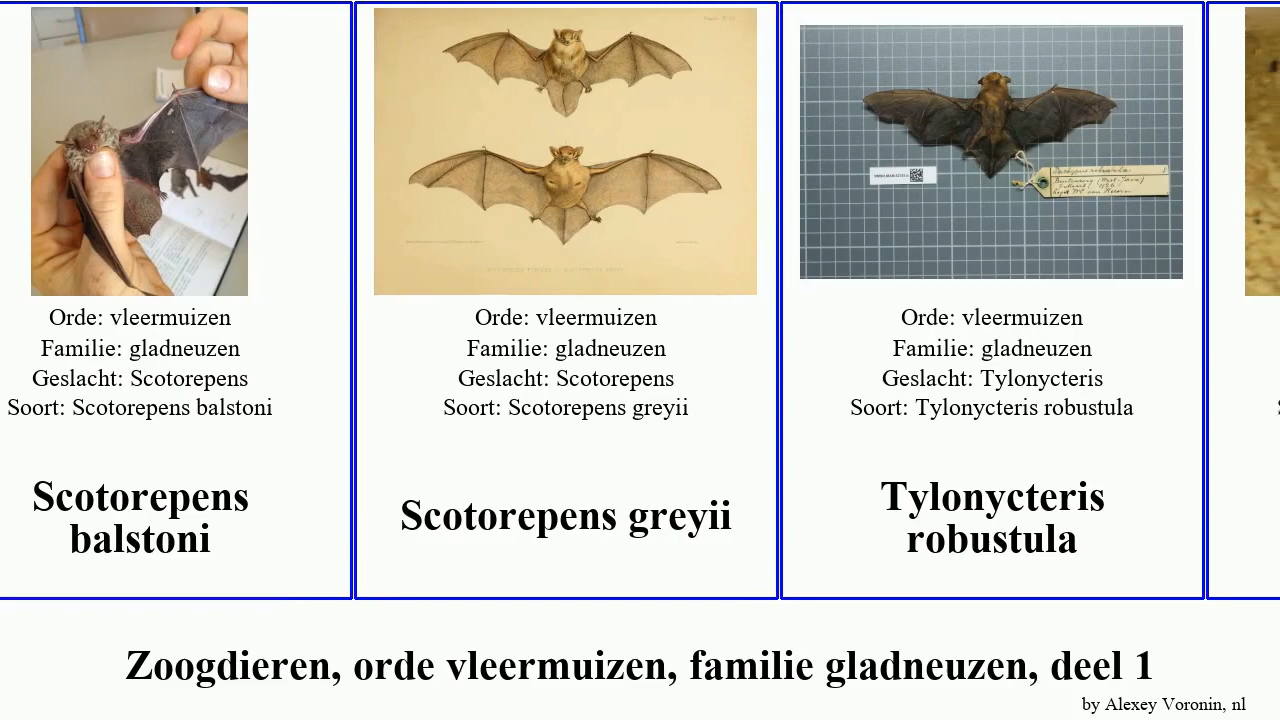 Orde: vleermuizen
Familie: gladneuzen
Geslacht: Scotorepens
Soort: Scotorepens balstoni
Scotorepens
balstoni
Orde: vleermuizen
Familie: gladneuzen
Geslacht: Scotorepens
Soort: Scotorepens greyii
Scotorepens greyii
Orde: vleermuizen
Familie: gladneuzen
Geslacht: Tylonycteris
Soort: Tylonycteris robustula
Tylonycteris
robustula
Zoogdieren, orde vleermuizen, familie gladneuzen, deel 1
by Alexey Voronin, nl